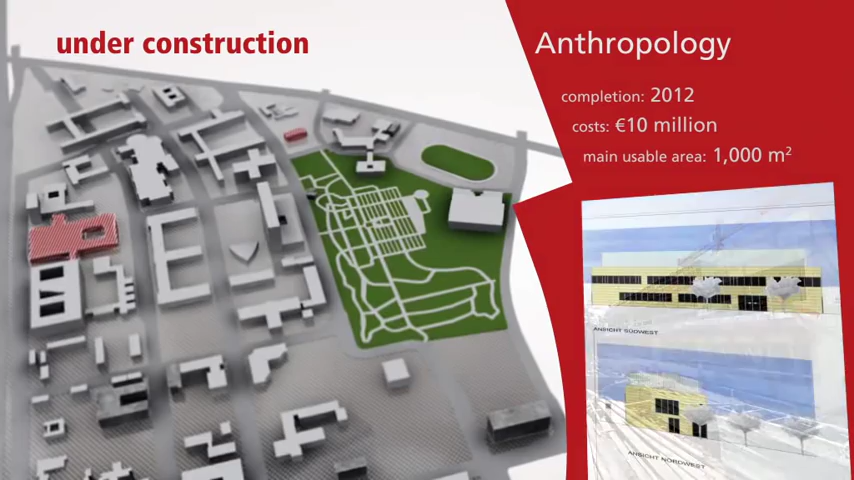 under construction
Anthropology
completion: 2012
costs: €10 million
main usable area: 1,000 m²
ANSICHT SÜDWEST
ANSICHT NORDWEST